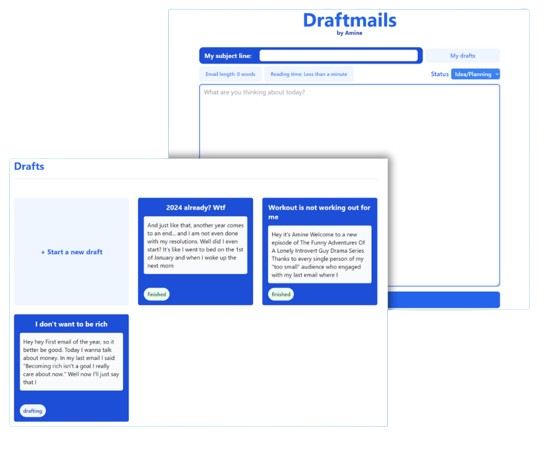 Draftmails
by Amine
My subject line:
My drafts
Email length: 0 words
Reading time: Less than a minute
Status
Idea/Planning
What are you thinking about today?
Drafts
+ Start a new draft
2024 already? Wtf
And just like that, another year comes
to an end... and I am not even done
with my resolutions. Well did I even
start? It's like I went to bed on the 1st
of January and when I woke up the
next morn
finished
Workout is not working out for
me
Hey it's Amine Welcome to a new
episode of The Funny Adventures Of
A Lonely Introvert Guy Drama Series
Thanks to every single person of my
"too small" audience who engaged
with my last email where I
finished
I don't want to be rich
Hey hey First email of the year, so it
better be good. Today I wanna talk
about money. In my last email I said
"Becoming rich isn't a goal I really
care about now." Well now I'll just say
that I
drafting